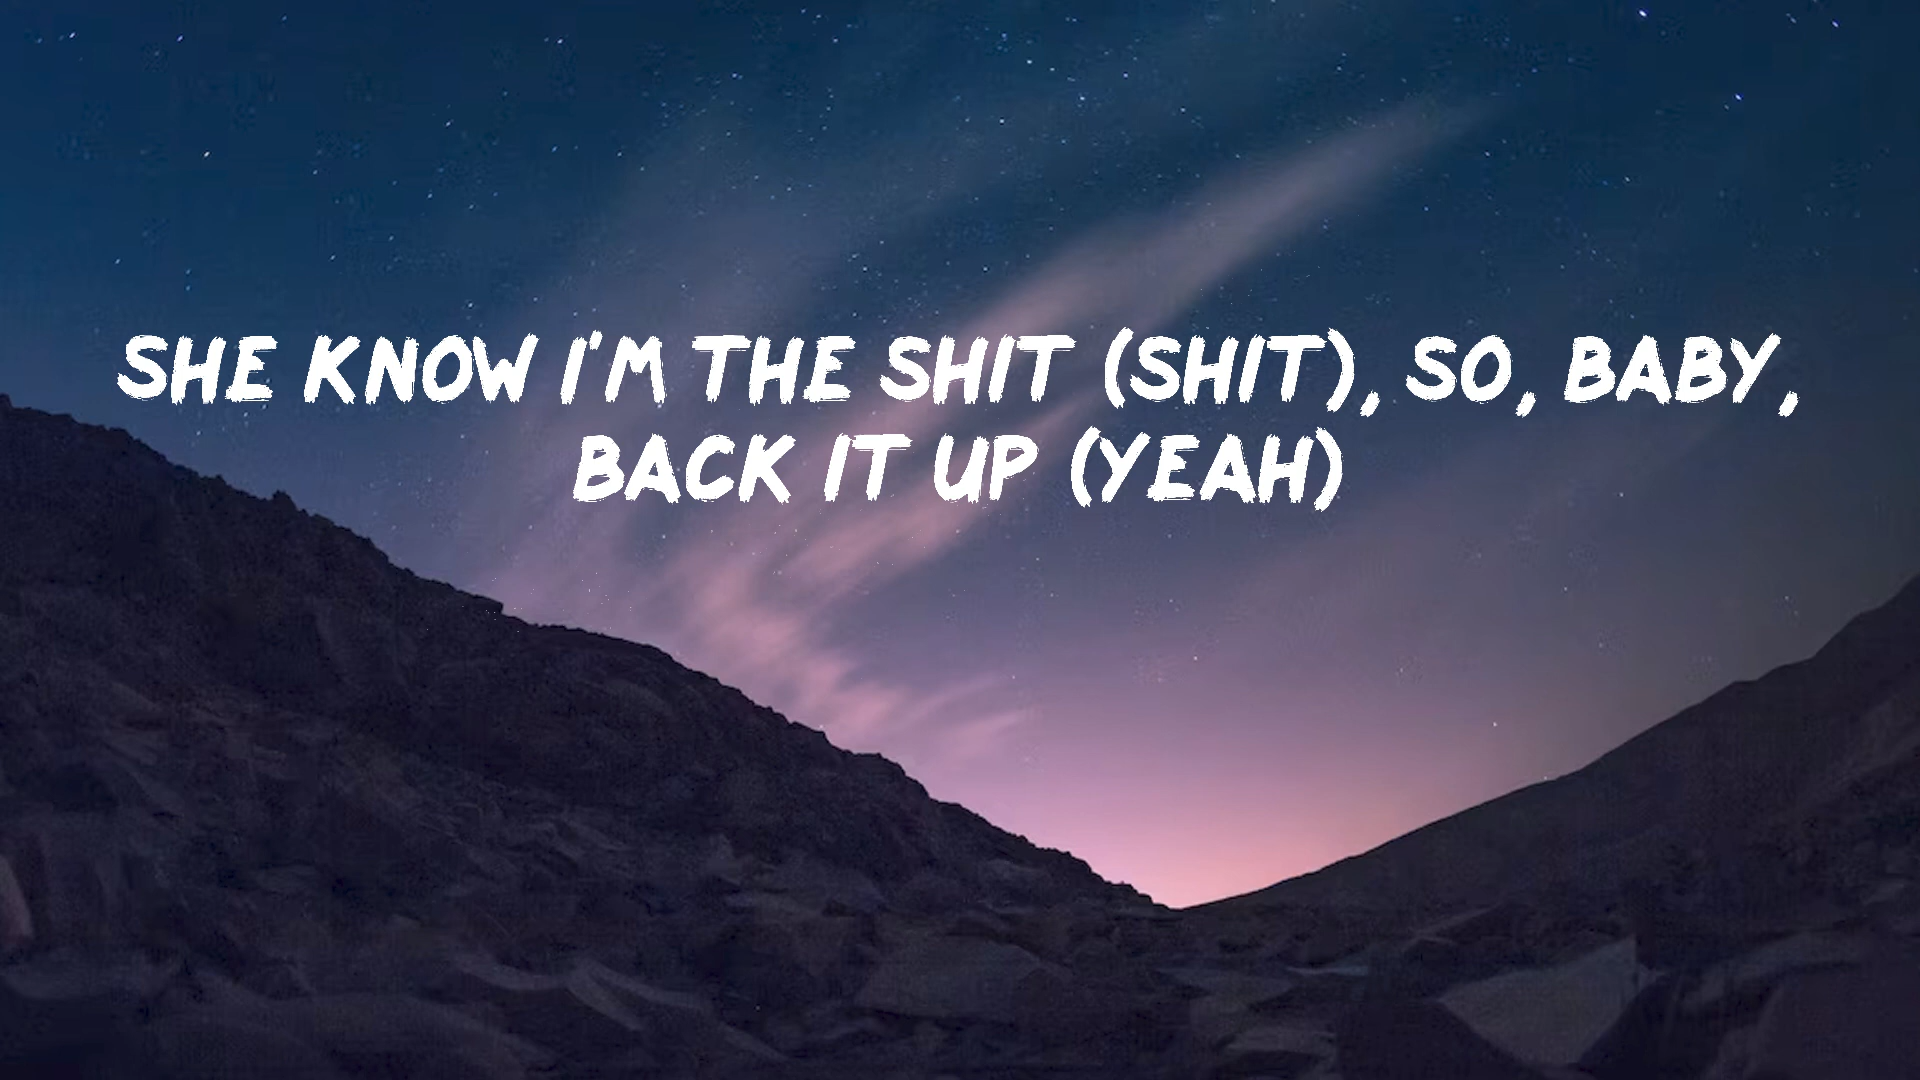 SHE KNOW I'M THE SHIT (SHIT), SO, BABY,
BACK IT UP (YEAH)